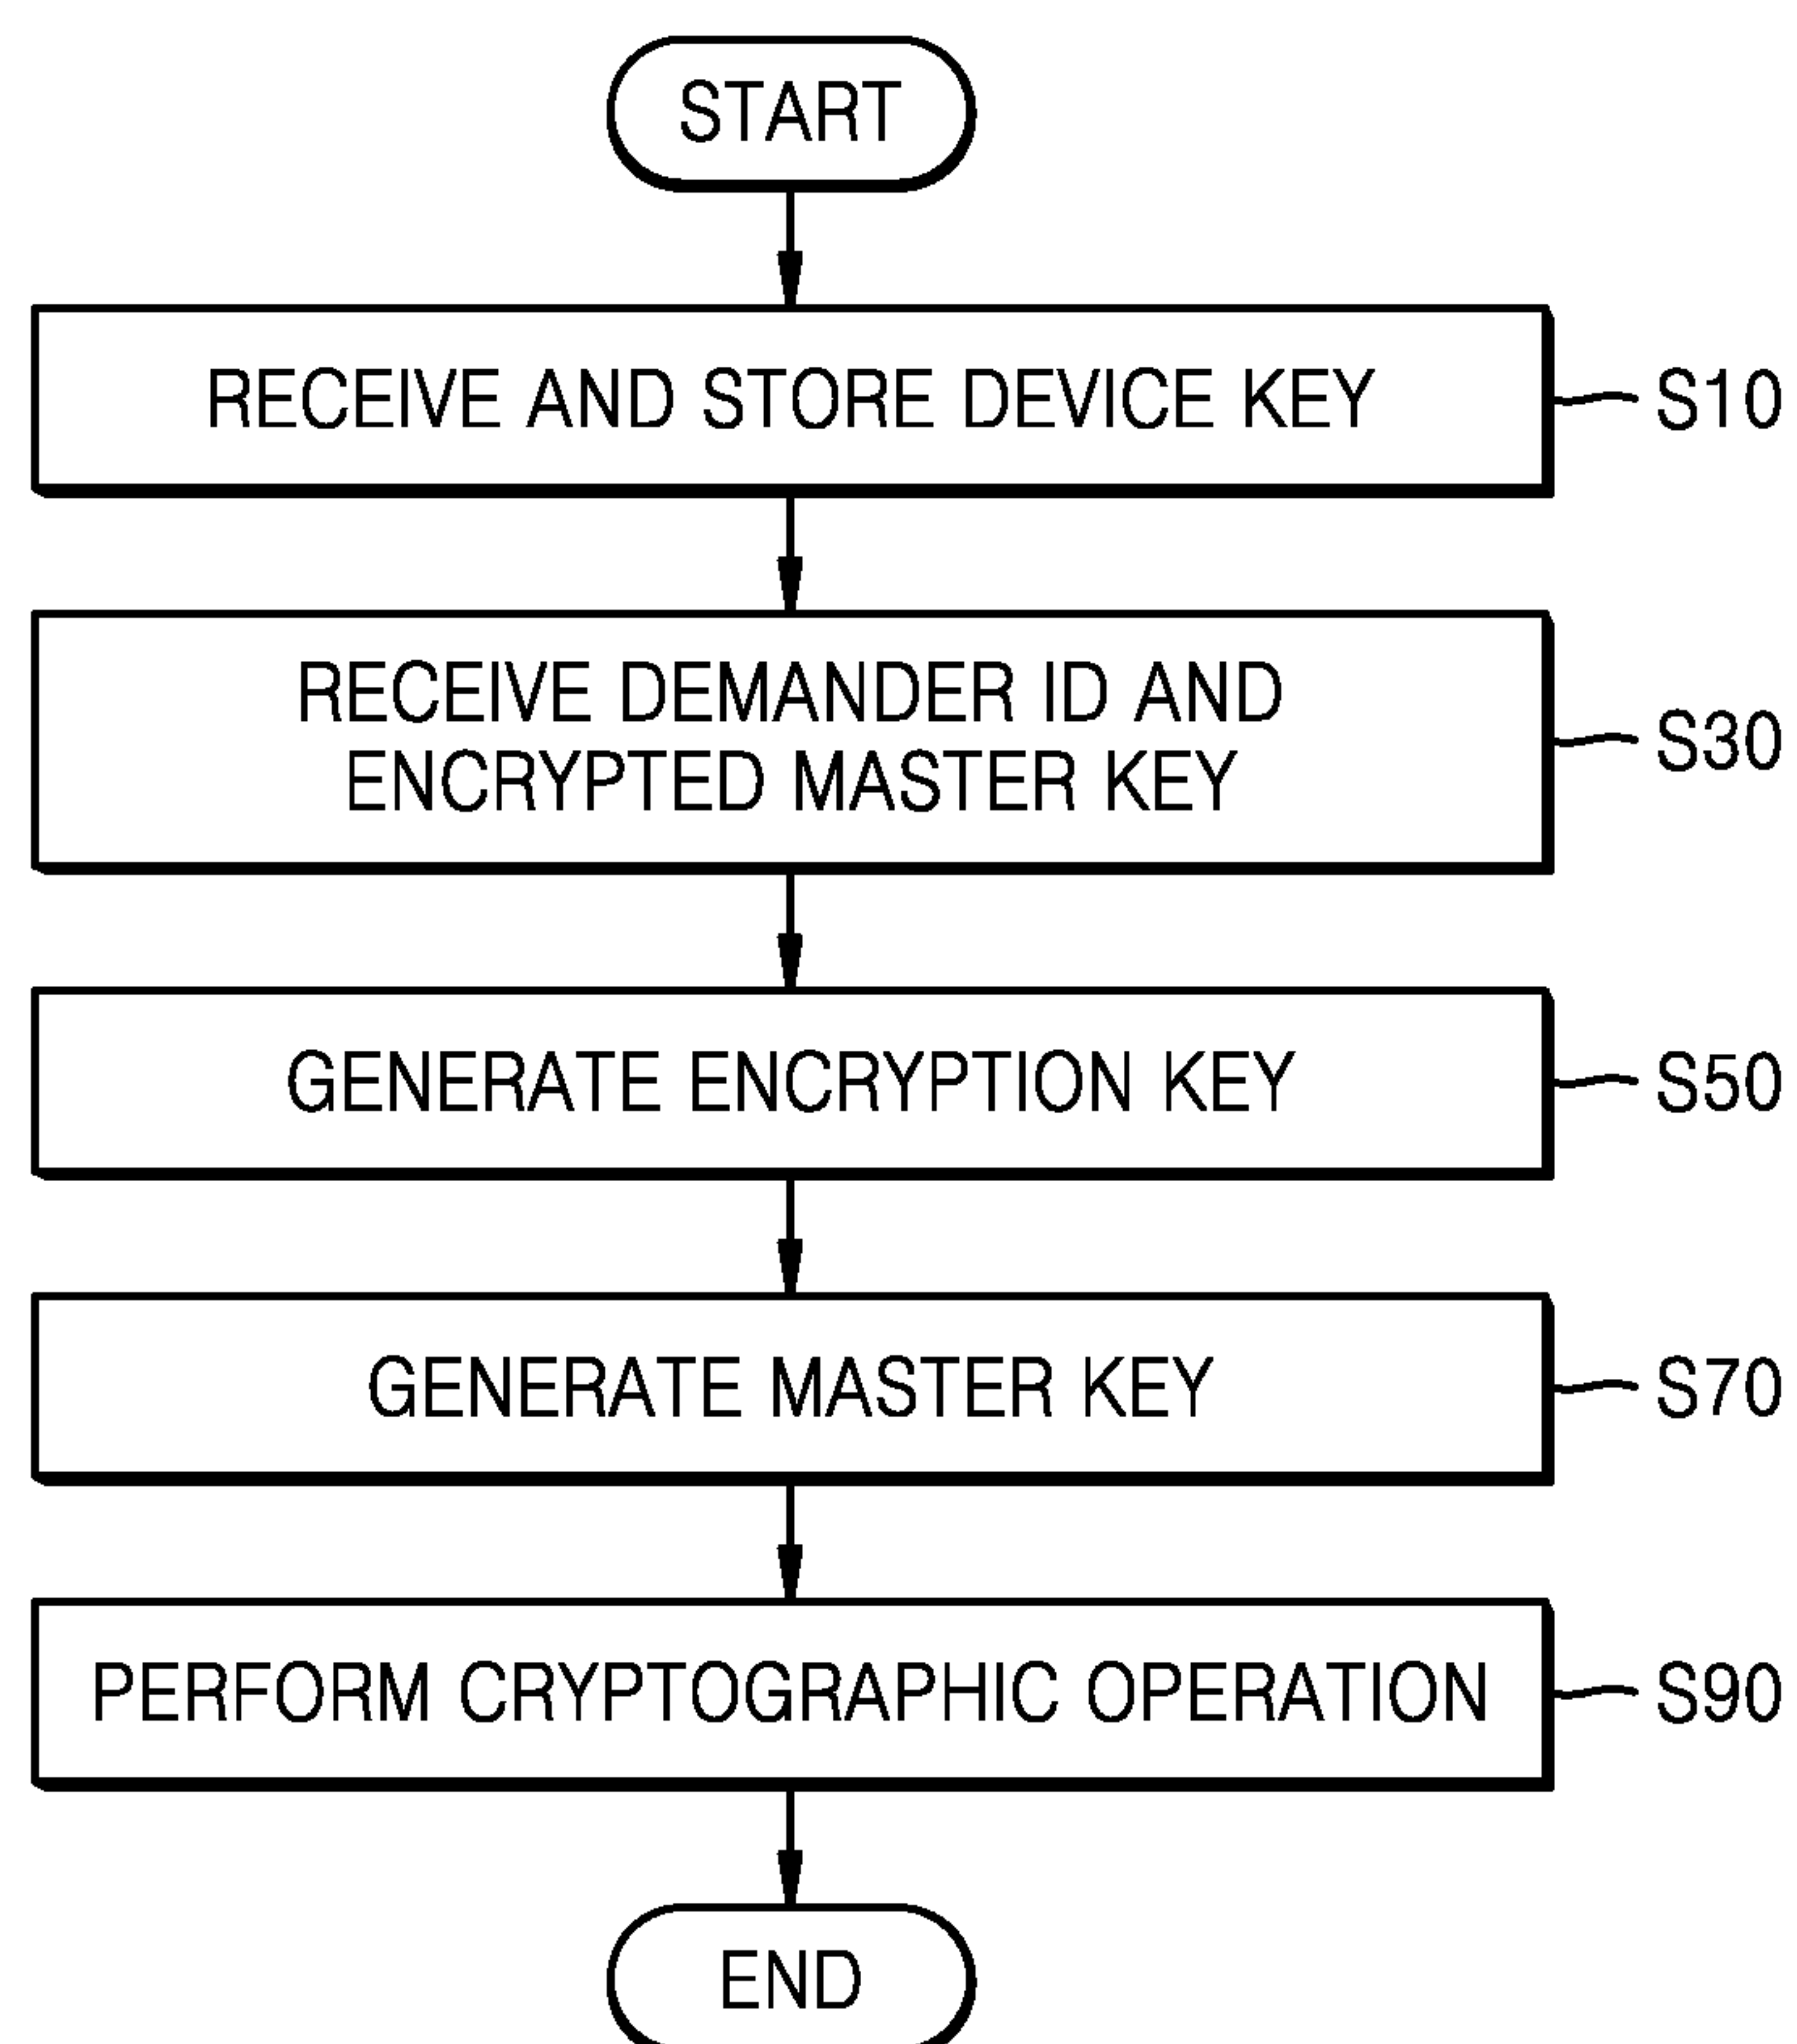 START
RECEIVE AND STORE DEVICE KEY
S10
RECEIVE DEMANDER ID AND
ENCRYPTED MASTER KEY
S30
GENERATE ENCRYPTION KEY
S50
GENERATE MASTER KEY
S70
PERFORM CRYPTOGRAPHIC OPERATION
S90
END